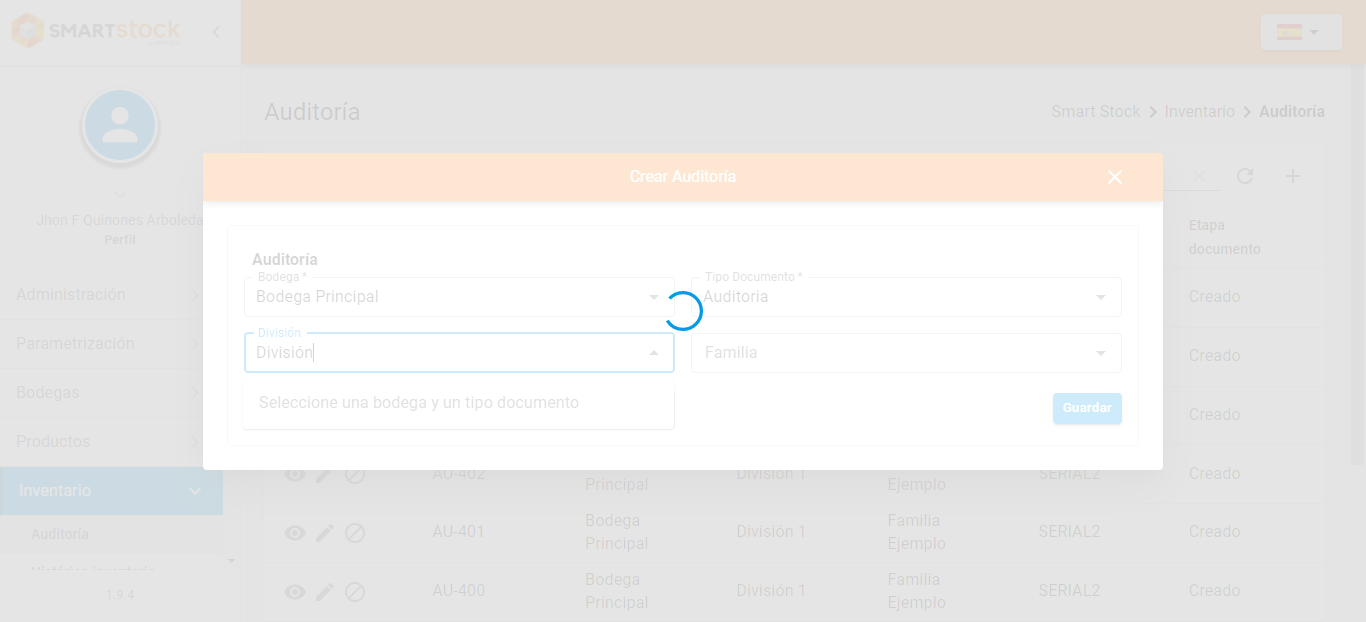 SMARTstock
Auditoría
Smart Stock > Inventario > Auditoría
Jhon F Quinones Arboleda
Perfil
Administración
Parametrización
Bodegas
Productos
Inventario
Auditoría
1.9.4
Crear Auditoría
Auditoría
Bodega *
Bodega Principal
Tipo Documento *
Auditoria
División
División
Familia
Seleccione una bodega y un tipo documento
Guardar
Etapa
documento
Creado
Creado
Creado
AU-402
Principal
División 1
Ejemplo
SERIAL2
Creado
AU-401
Bodega
Principal
División 1
Familia
Ejemplo
SERIAL2
Creado
AU-400
Bodega
Principal
División 1
Familia
Ejemplo
SERIAL2
Creado